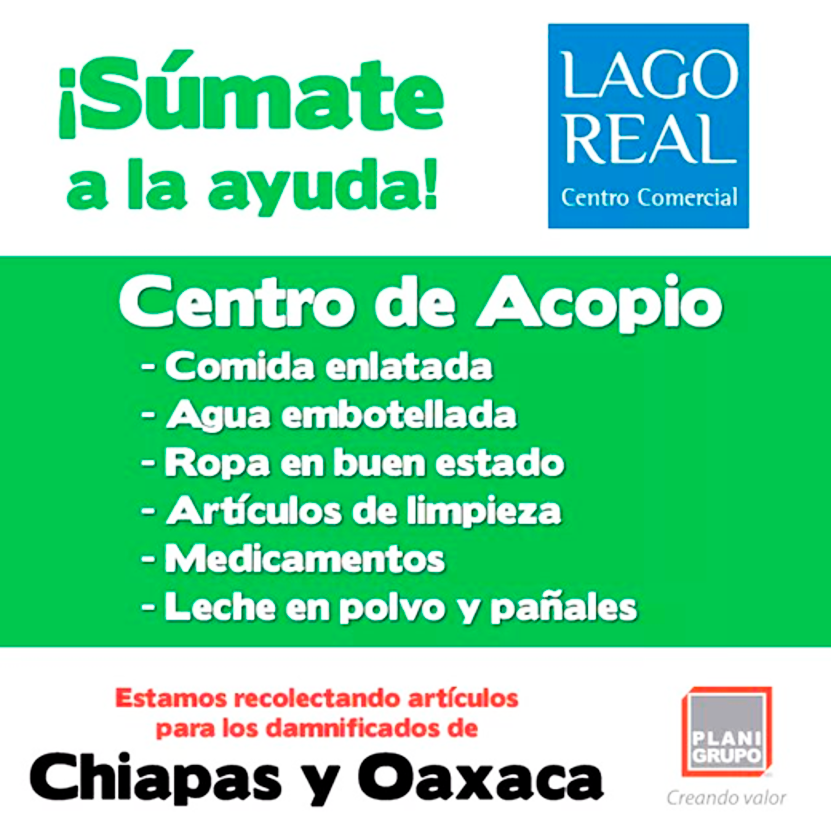 ¡Súmate
a la ayuda!
LAGO
REAL
Centro Comercial
Centro de Acopio
- Comida enlatada
- Agua embotellada
- Ropa en buen estado
- Artículos de limpieza
- Medicamentos
- Leche en polvo y pañales
Estamos recolectando artículos
para los damnificados de
Chiapas y Oaxaca
PLANI
GRUPO
Creando valor